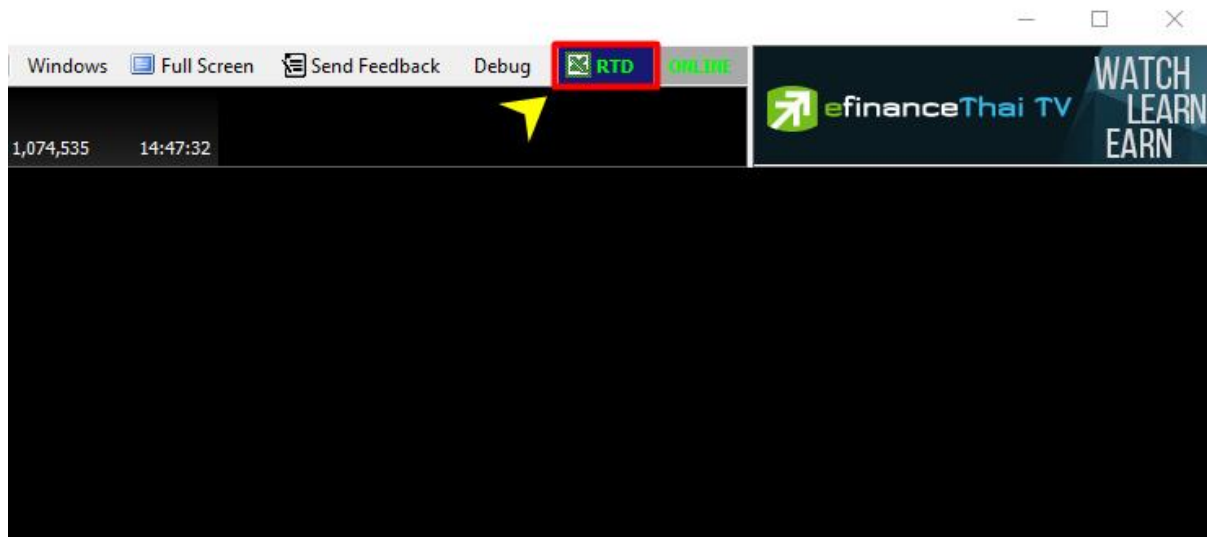 Windows Full Screen Send Feedback Debug RTD ONLINE
1,074,535 14:47:32
efinanceThai TV
WATCH
LEARN
EARN